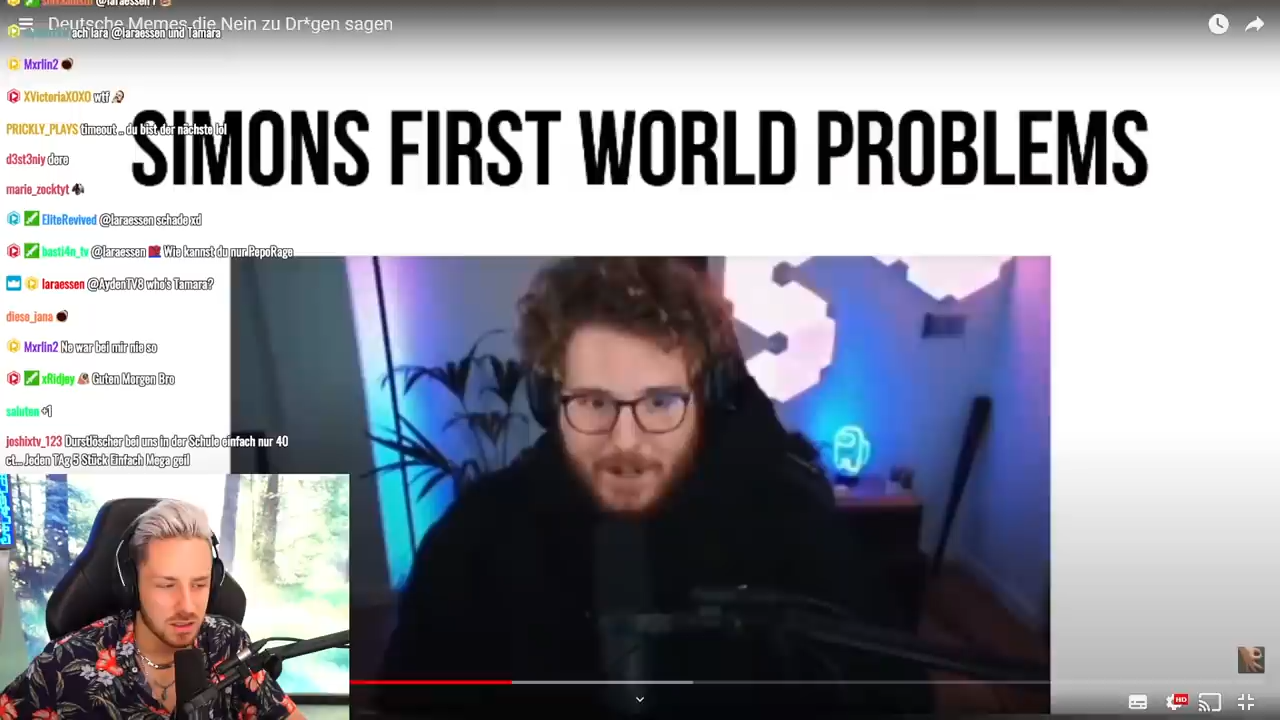 Deutsche Memes die Nein zu Dr*gen sagen
@laraessen
ach lara @laraessen und Tamara
Mxrlin2
XVictoriaXOXO wtf
PRICKLY_PLAYS timeout .. du bist der nächste lol
SIMONS FIRST WORLD PROBLEMS
d3st3niy dere
marie_zocktyt
EliteRevived @laraessen schade xd
basti4n_tv @laraessen Wie kannst du nur PepoRage
laraessen @AydenTV8 who's Tamara?
diese_jana
Mxrlin2 Ne war bei mir nie so
xRidjey Guten Morgen Bro
saluten +1
joshixtv_123 Durstlöscher bei uns in der Schule einfach nur 40
ct... Jeden TAg 5 Stück Einfach Mega geil
HD